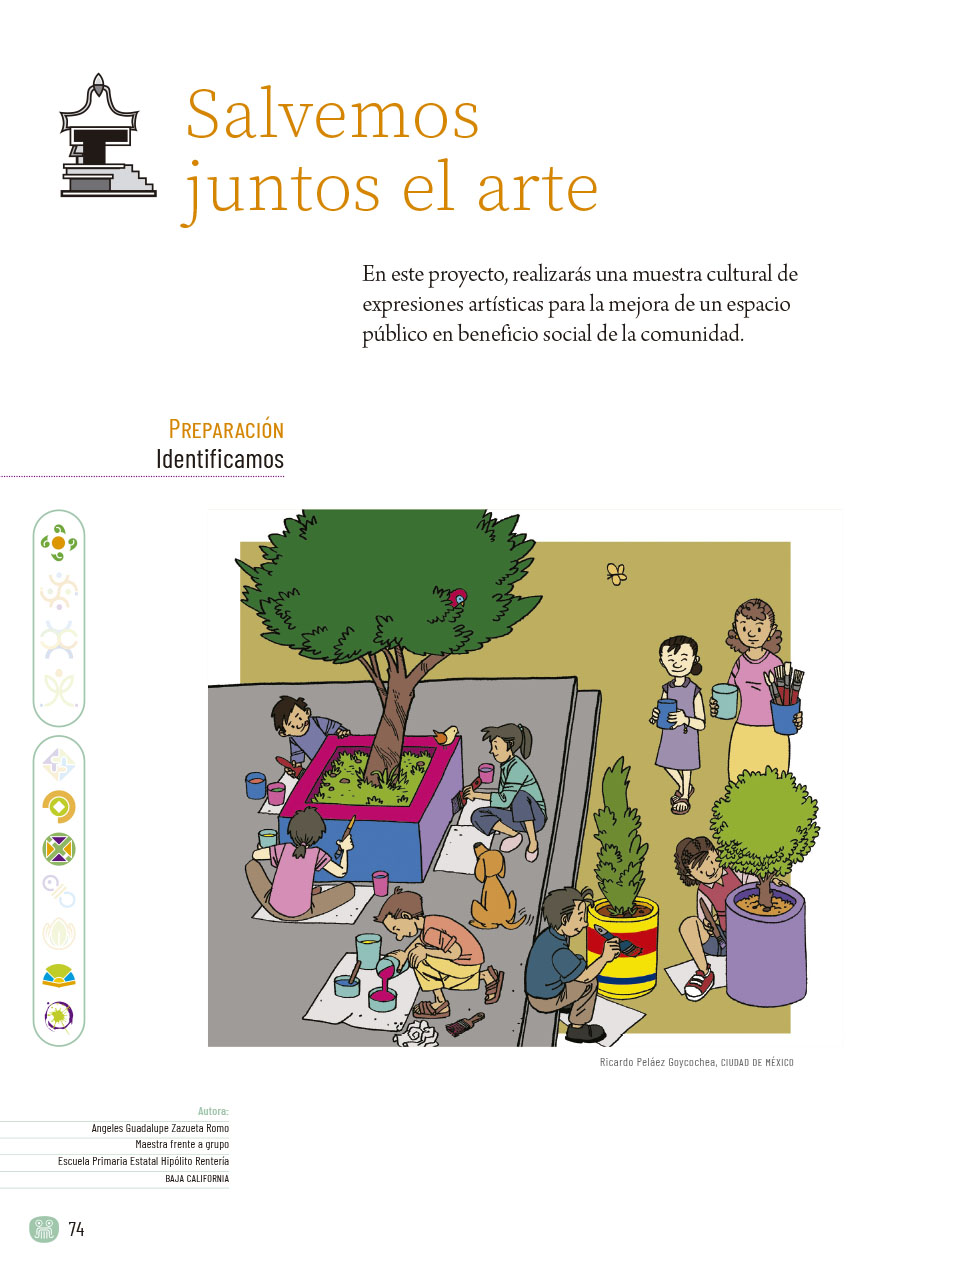 Salvemos
juntos el arte
En este proyecto, realizarás una muestra cultural de
expresiones artísticas para la mejora de un espacio
público en beneficio social de la comunidad.
Preparación
Identificamos
Ricardo Peláez Goycochea, CIUDAD DE MÉXICO
Autora:
Angeles Guadalupe Zazueta Romo
Maestra frente a grupo
Escuela Primaria Estatal Hipólito Rentería
BAJA CALIFORNIA
74